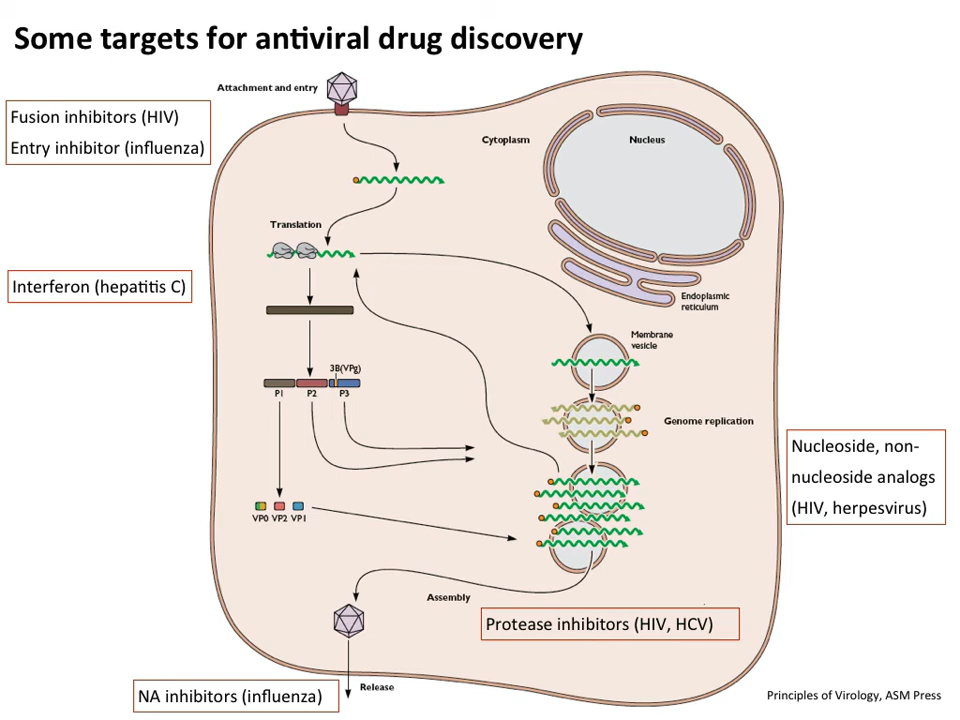 Some targets for antiviral drug discovery
Attachment and entry
Fusion inhibitors (HIV)
Entry inhibitor (influenza)
Cytoplasm
Nucleus
Translation
Interferon (hepatitis C)
Endoplasmic
reticulum
Membrane
vesicle
3B(VPg)
P1 P2 P3
Genome replication
Nucleoside, non-
nucleoside analogs
(HIV, herpesvirus)
VP0 VP2 VP1
Assembly
Protease inhibitors (HIV, HCV)
Release
NA inhibitors (influenza)
Principles of Virology, ASM Press